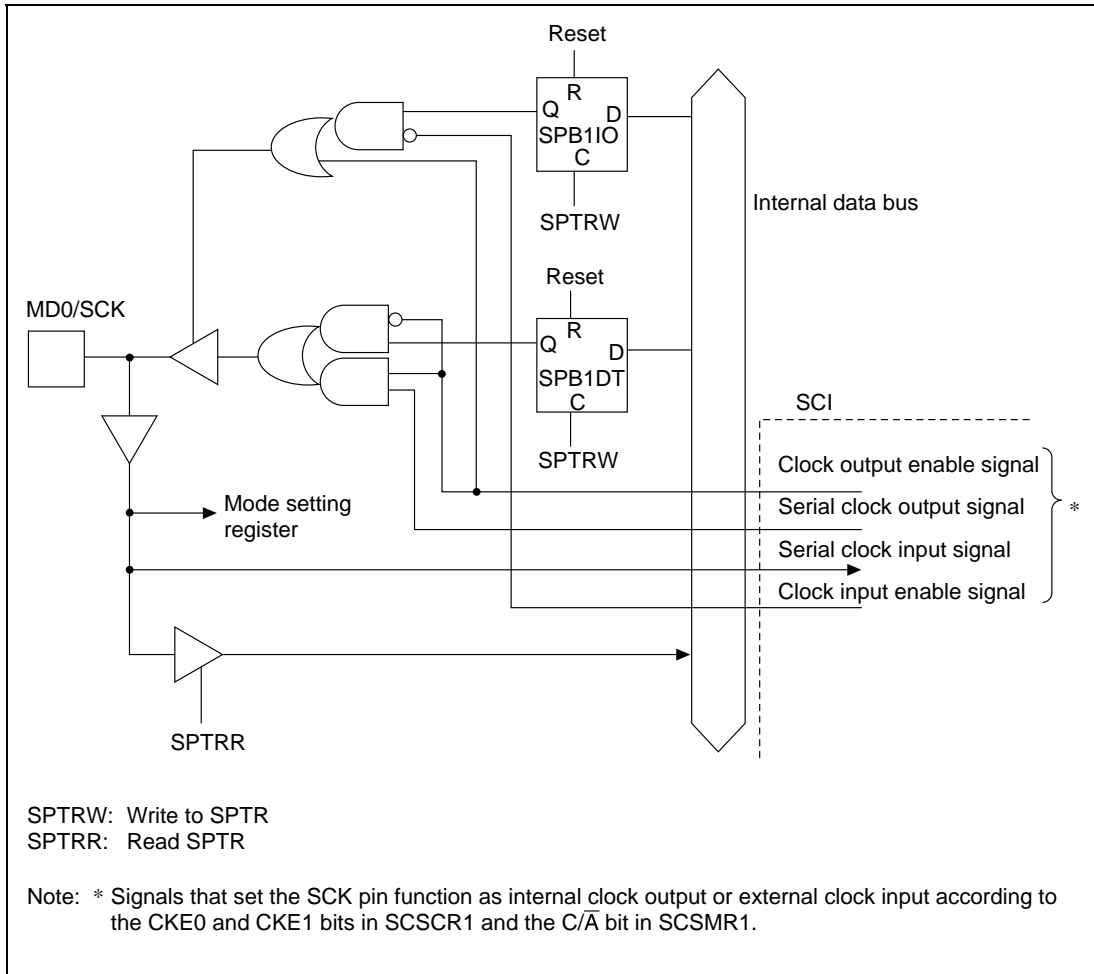 Reset
R
Q
D
SPB1IO
C
Internal data bus
SPTRW
Reset
MD0/SCK
R
Q
D
SPB1DT
C
SCI
SPTRW
Clock output enable signal
Mode setting
register
Serial clock output signal
*
Serial clock input signal
Clock input enable signal
SPTRR
SPTRW: Write to SPTR
SPTRR: Read SPTR
Note: * Signals that set the SCK pin function as internal clock output or external clock input according to
the CKE0 and CKE1 bits in SCSCR1 and the C/A̅ bit in SCSMR1.